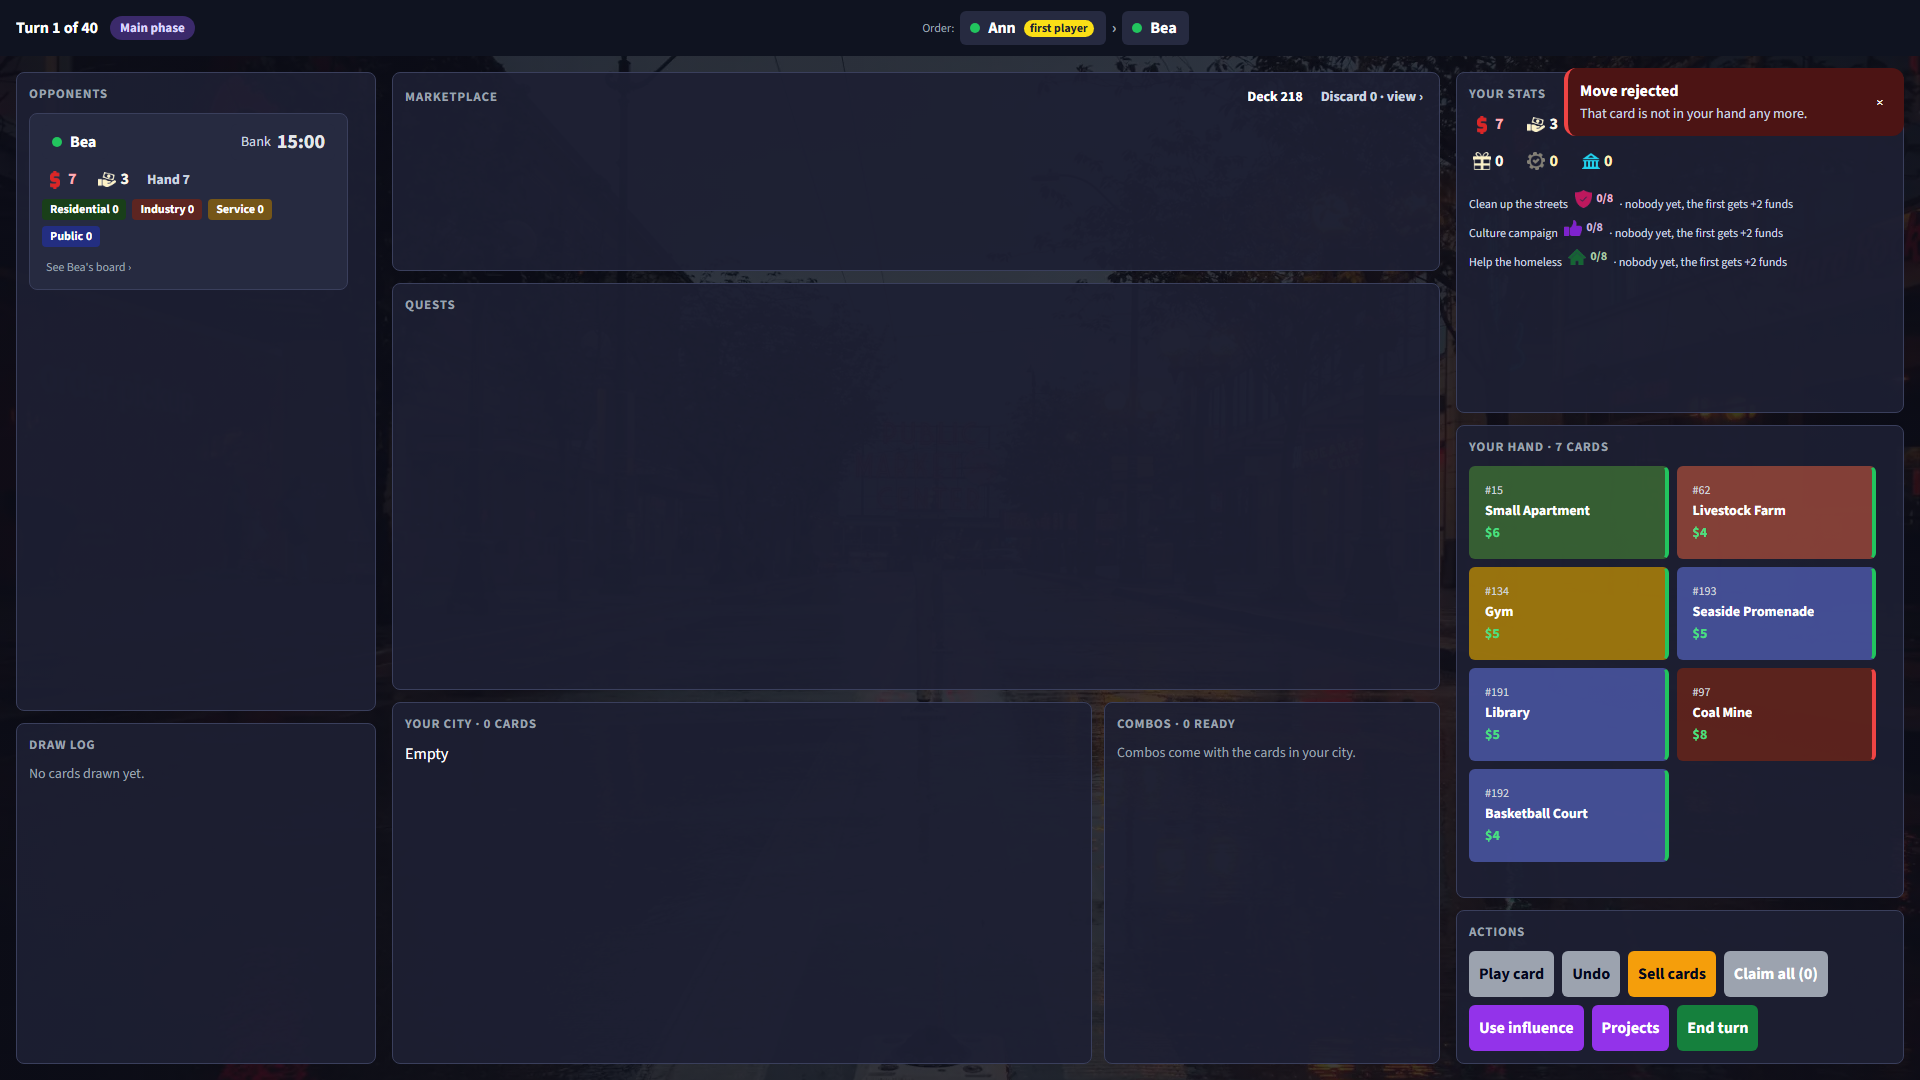 Turn 1 of 40
Main phase
Order:
Ann
first player
›
Bea
OPPONENTS
Bea
Bank 15:00
$ 7
3
Hand 7
Residential 0
Industry 0
Service 0
Public 0
See Bea's board ›
DRAW LOG
No cards drawn yet.
MARKETPLACE
Deck 218
Discard 0 · view ›
QUESTS
YOUR CITY · 0 CARDS
Empty
COMBOS · 0 READY
Combos come with the cards in your city.
YOUR STATS
Move rejected
That card is not in your hand any more.
×
$ 7
3
0
0
0
Clean up the streets 0/8 · nobody yet, the first gets +2 funds
Culture campaign 0/8 · nobody yet, the first gets +2 funds
Help the homeless 0/8 · nobody yet, the first gets +2 funds
YOUR HAND · 7 CARDS
#15
Small Apartment
$6
#62
Livestock Farm
$4
#134
Gym
$5
#193
Seaside Promenade
$5
#191
Library
$5
#97
Coal Mine
$8
#192
Basketball Court
$4
ACTIONS
Play card
Undo
Sell cards
Claim all (0)
Use influence
Projects
End turn